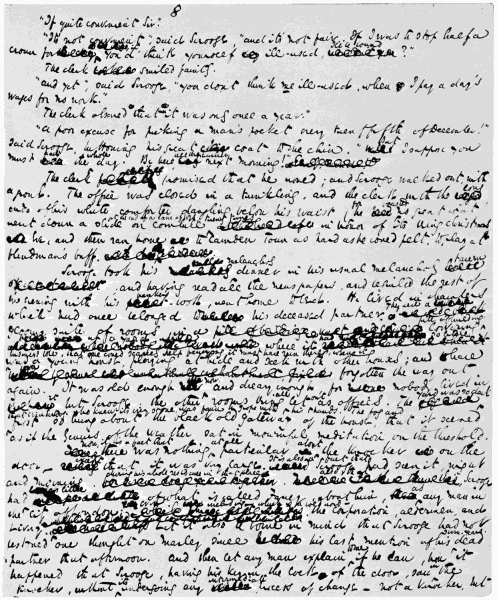 8
"If quite convenient Sir."
"It's not convenient," said Scrooge, "and it's not fair. If I was to stop half a
crown for it, you'd think yourself ill-used, I'll be bound?"
The clerk smiled faintly.
"And yet," said Scrooge, "you don't think me ill-used, when I pay a day's
wages for no work."
The clerk observed that it was only once a year.
"A poor excuse for picking a man's pocket every twenty fifth of December!"
said Scrooge, buttoning his great coat to the chin. "But I suppose you
must have the whole day. Be here all the earlier next morning!"
The clerk promised that he would; and Scrooge walked out with
a growl. The office was closed in a twinkling, and the clerk, with the long
ends of his white comforter dangling below his waist (for he boasted no great coat)
went down a slide on Cornhill, at the end of a lane of boys, twenty times, in honor of its being Christmas
Eve, and then ran home to Camden Town as hard as he could pelt, to play at
blindman's buff.
Scrooge took his melancholy dinner in his usual melancholy tavern
and having read all the newspapers, and beguiled the rest of
the evening with his banker's book, went home to bed. He lived in chambers
which had once belonged to his deceased partner. They were a
gloomy suite of rooms, in a lowering pile of building up a yard, where it had so little
business to be, that one could scarcely help fancying it must have run there when it
was a young house, playing at hide and seek with other houses, and have
forgotten the way out
again. It was old enough now, and dreary enough, for nobody lived in
it but Scrooge, the other rooms being all let out as offices. The yard was so dark
that even Scrooge, who knew its every stone, was fain to grope with his hands. The fog and
frost so hung about the black old gateway of the house, that it seemed
as if the Genius of the Weather sat in mournful meditation on the threshold.
Now, it is a fact that there was nothing at all particular about the knocker on the
door, except that it was very large. It is also a fact that Scrooge had seen it, night
and morning, during his whole residence in that place; also that Scrooge
had as little of what is called fancy about him as any man in
the City of London, even including the corporation, aldermen and
livery. Let it also be borne in mind that Scrooge had not
bestowed one thought on Marley, since his last mention of his seven years' dead
partner that afternoon. And then let any man explain if he can, how it
happened that Scrooge, having his key in the lock of the door, saw in the
knocker, without its undergoing any intermediate process of change - not a knocker, but